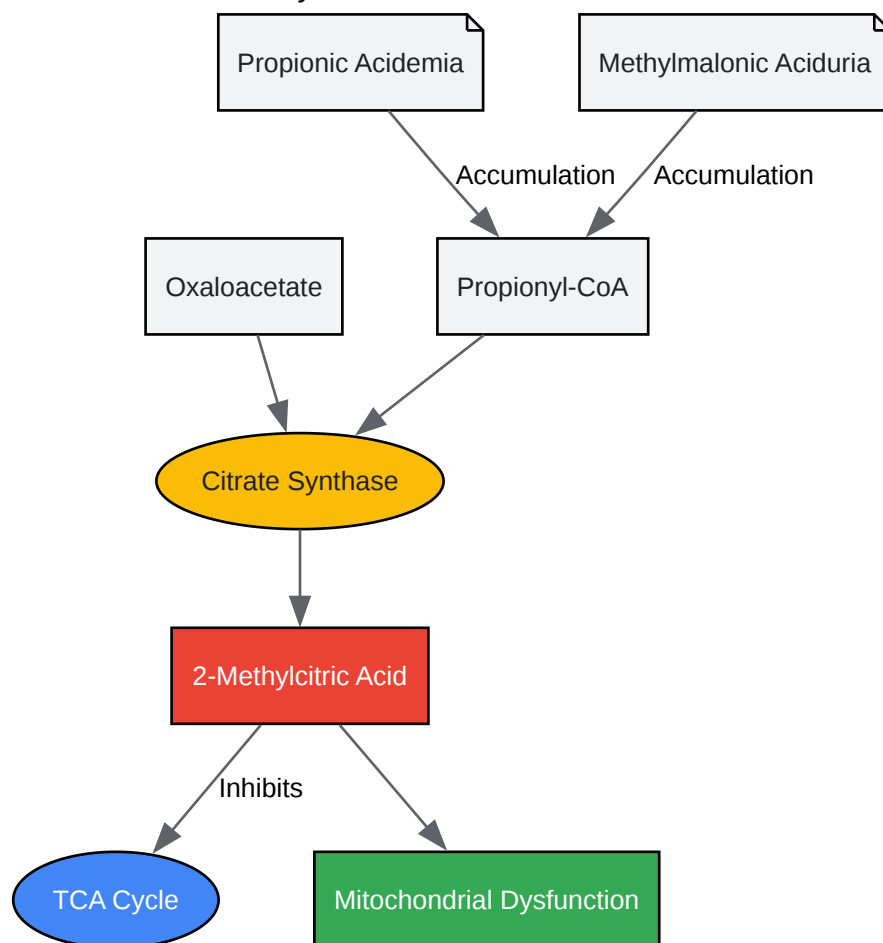 Propionic Acidemia
Methylmalonic Aciduria
Accumulation
Accumulation
Oxaloacetate
Propionyl-CoA
Citrate Synthase
2-Methylcitric Acid
Inhibits
TCA Cycle
Mitochondrial Dysfunction